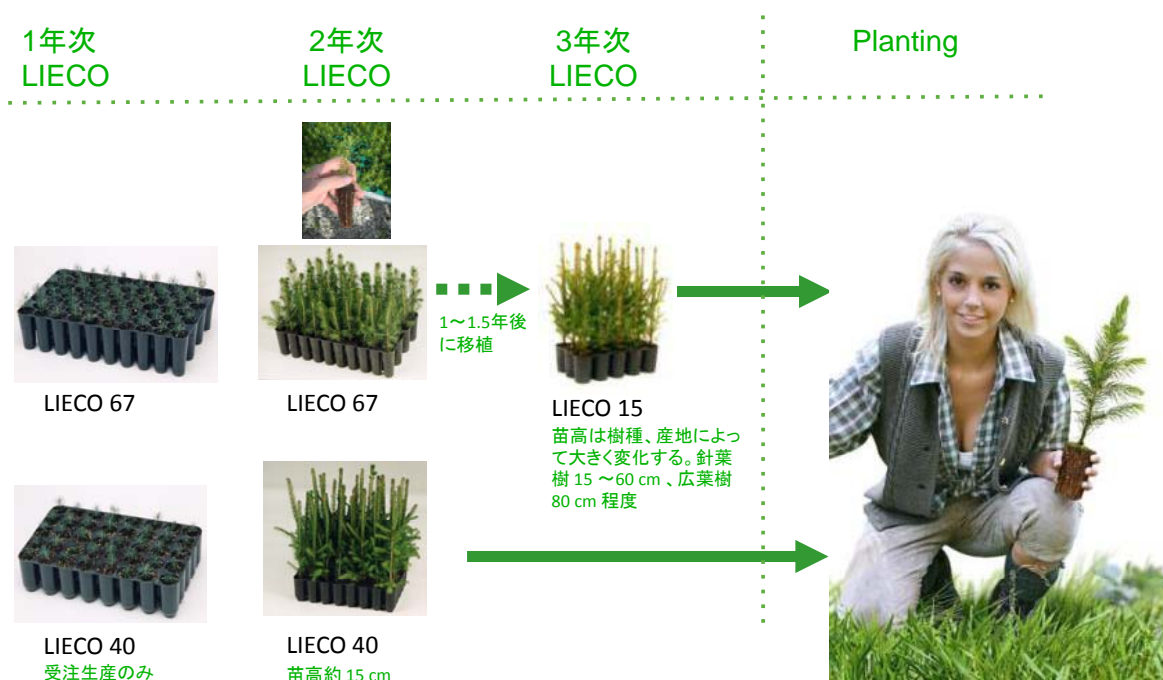 1年次
LIECO
2年次
LIECO
3年次
LIECO
Planting
1～1.5年後
に移植
LIECO 67
LIECO 67
LIECO 15
苗高は樹種、産地によっ
て大きく変化する。針葉
樹 15 ～60 cm 、広葉樹
80 cm 程度
LIECO 40
受注生産のみ
LIECO 40
苗高約 15 cm